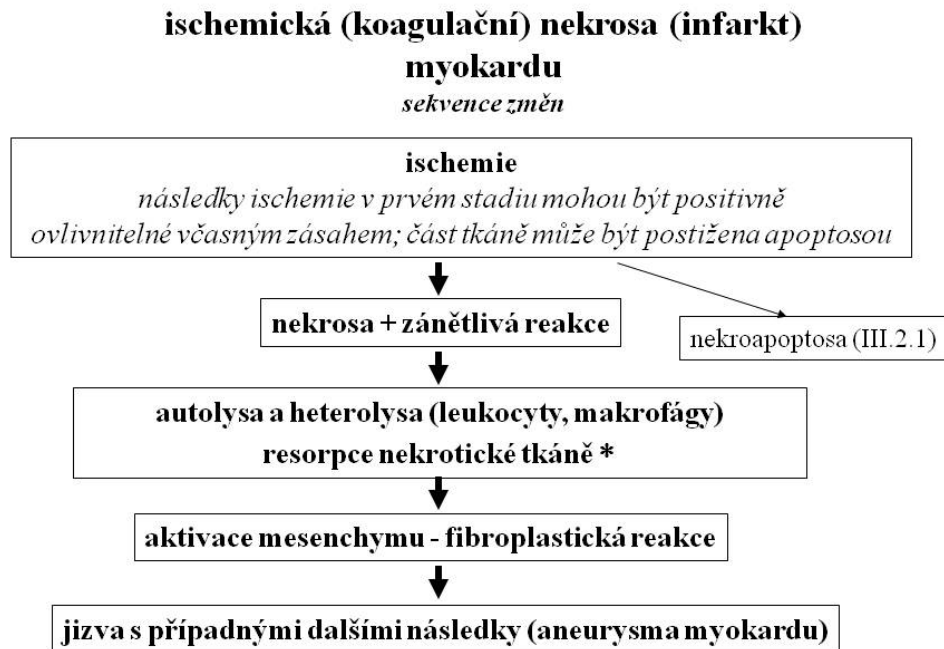 ischemická (koagulační) nekrosa (infarkt)
myokardu
sekvence změn
ischemie
následky ischemie v prvém stadiu mohou být positivně
ovlivnitelné včasným zásahem; část tkáně může být postižena apoptosou
nekrosa + zánětlivá reakce
nekroapoptosa (III.2.1)
autolysa a heterolysa (leukocyty, makrofágy)
resorpce nekrotické tkáně *
aktivace mesenchymu - fibroplastická reakce
jizva s případnými dalšími následky (aneurysma myokardu)